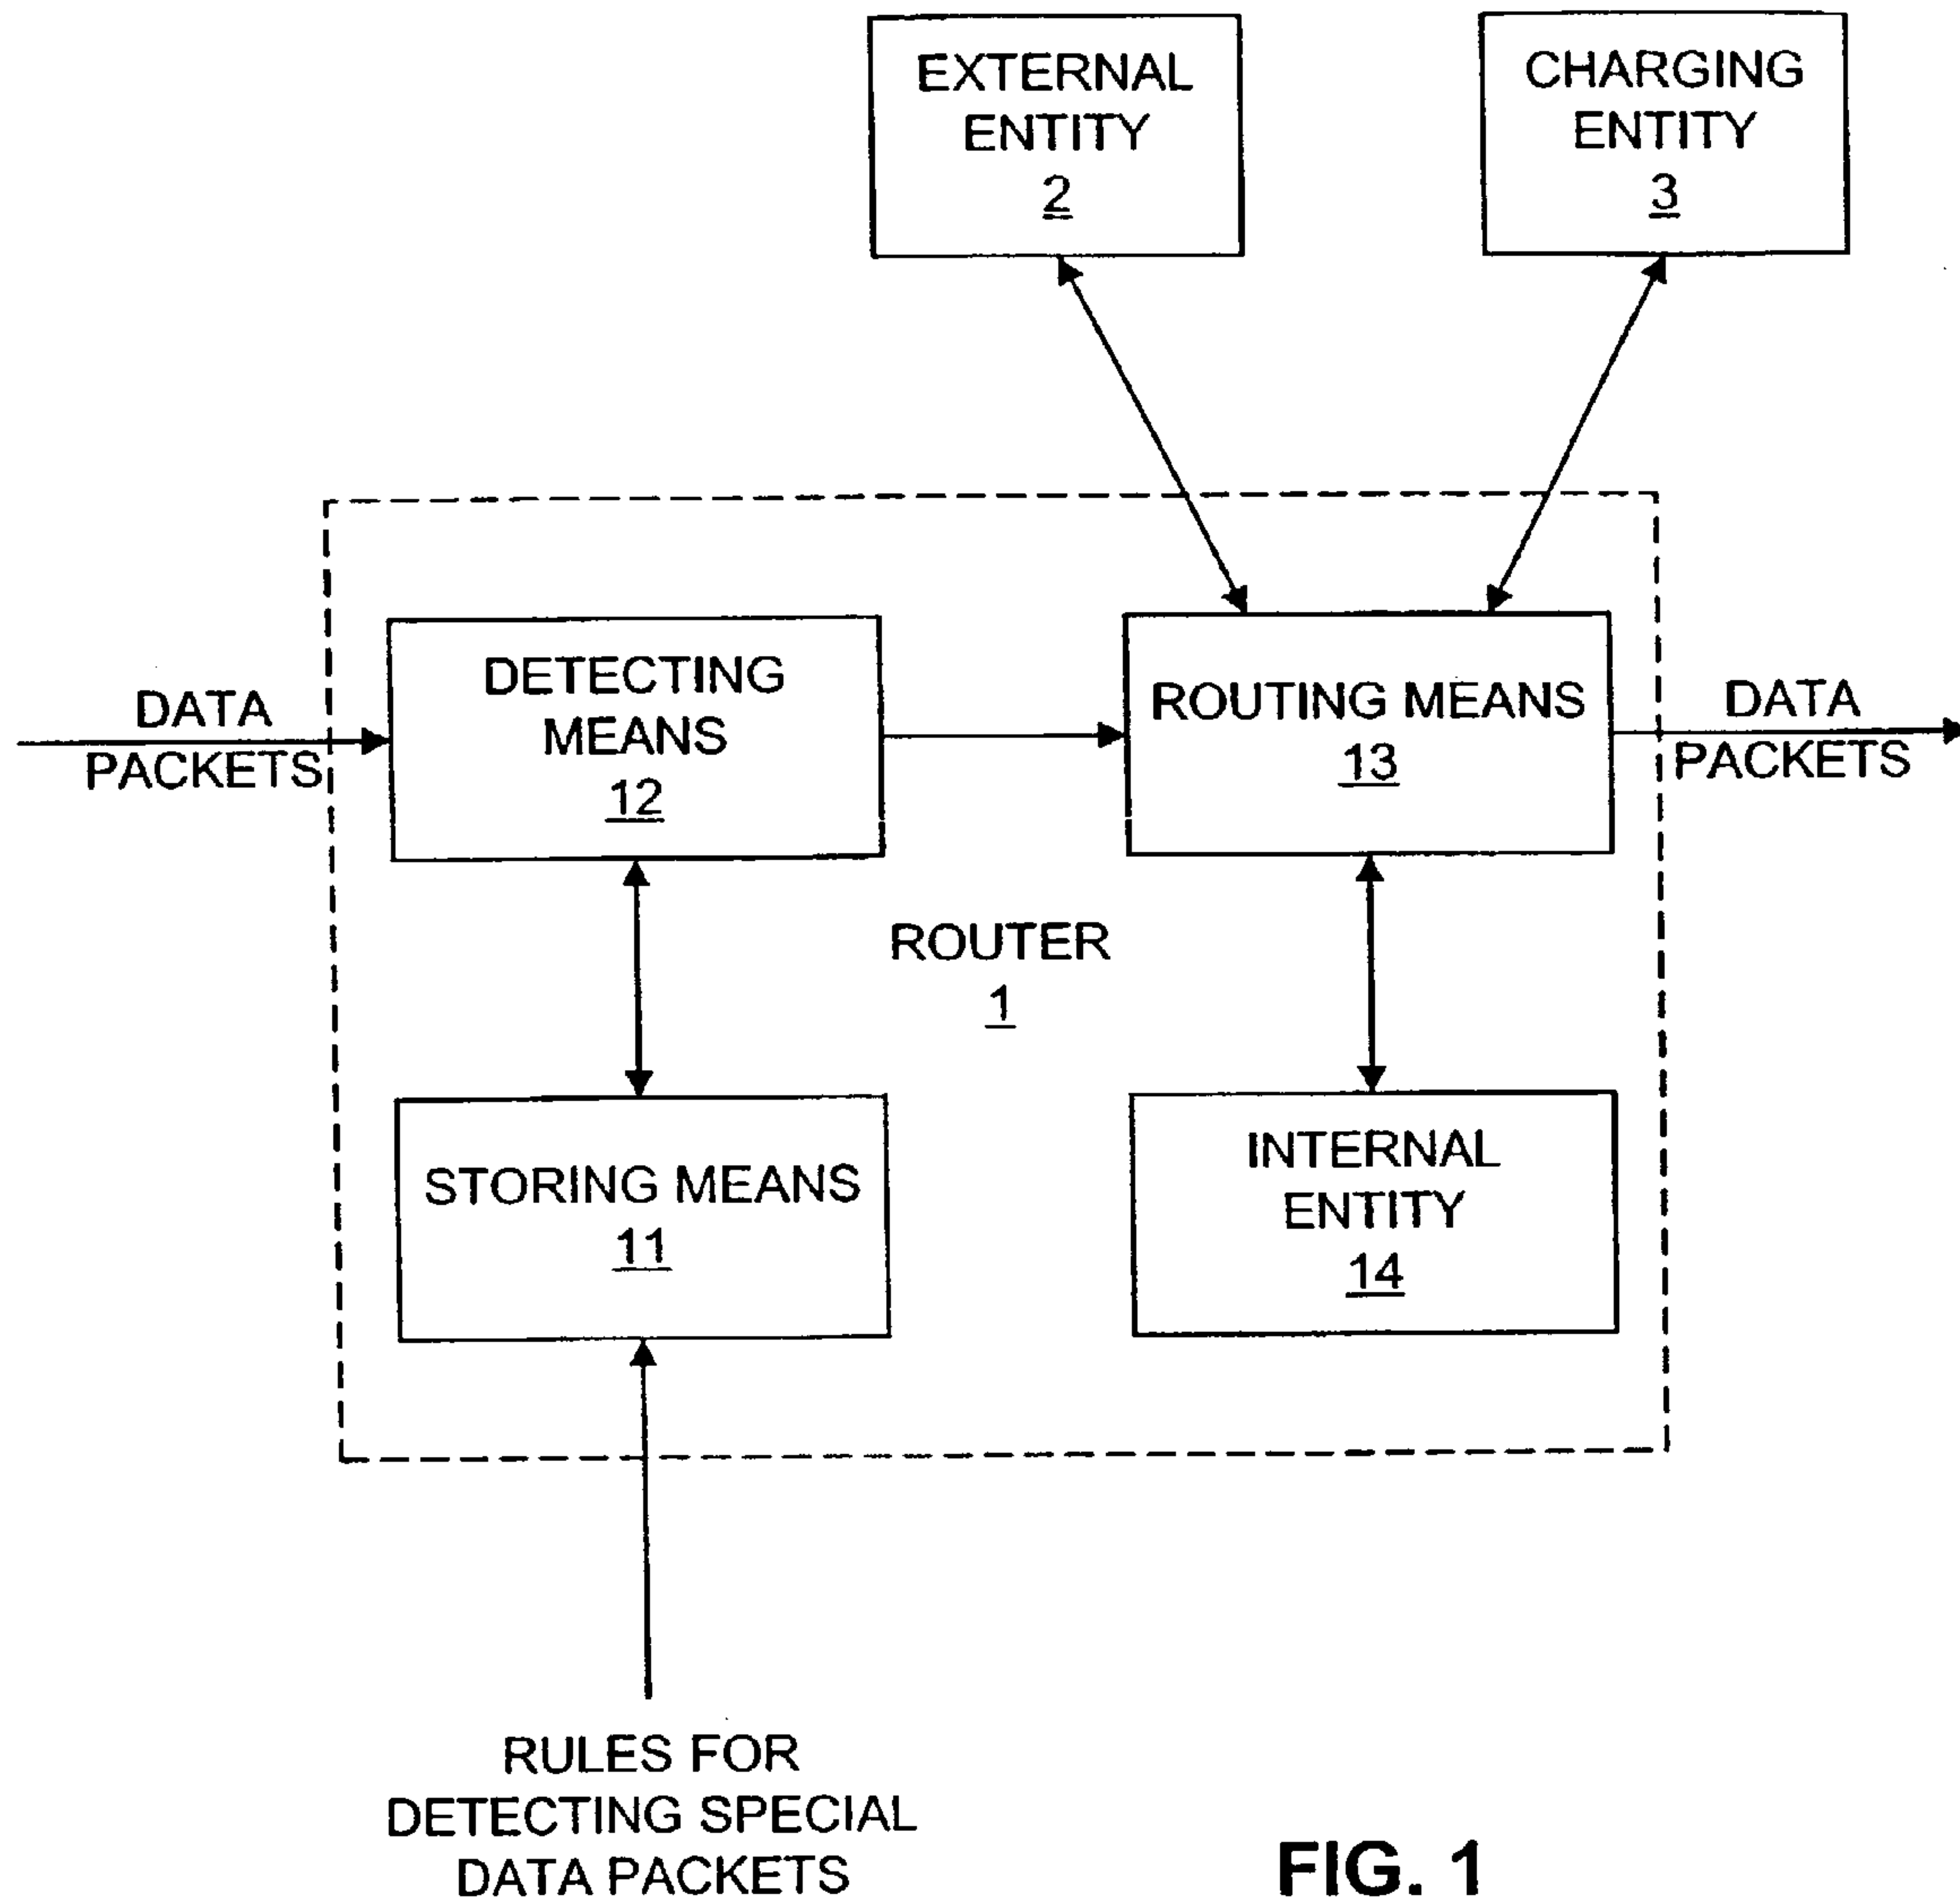 EXTERNAL
ENTITY
2
CHARGING
ENTITY
3
DATA
PACKETS
DETECTING
MEANS
12
ROUTING MEANS
13
DATA
PACKETS
ROUTER
1
STORING MEANS
11
INTERNAL
ENTITY
14
RULES FOR
DETECTING SPECIAL
DATA PACKETS
FIG. 1